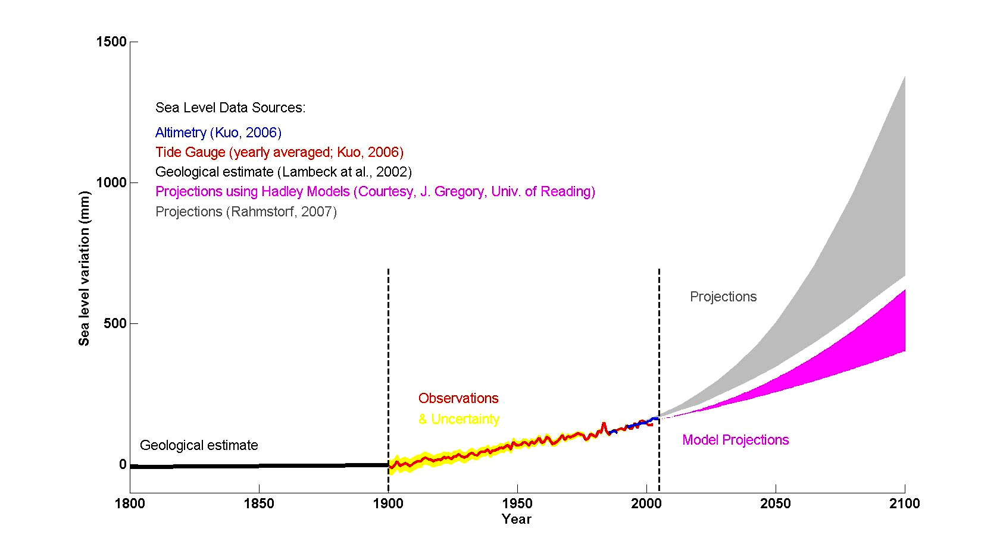 1500
Sea Level Data Sources:
Altimetry (Kuo, 2006)
Tide Gauge (yearly averaged; Kuo, 2006)
Geological estimate (Lambeck at al., 2002)
1000
Projections using Hadley Models (Courtesy, J. Gregory, Univ. of Reading)
Projections (Rahmstorf, 2007)
Sea level variation (mm)
Projections
500
Observations
& Uncertainty
Model Projections
Geological estimate
0
1800 1850 1900 1950 2000 2050 2100
Year